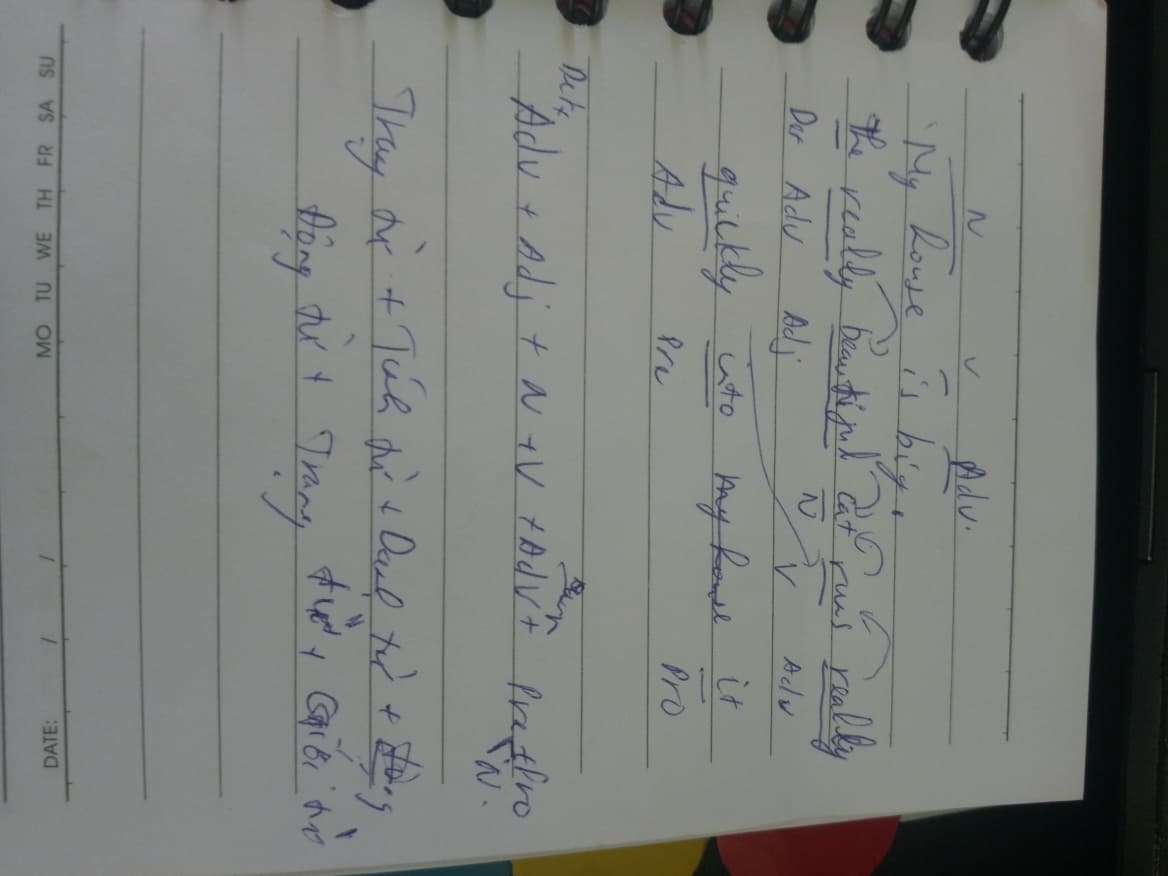 N V Adv.
"My house is big.
The really beautiful cat runs really
Det Adv Adj N V Adv
quickly into my house it
Adv Pre Pro
Det +
Adv + Adj + N + V + Adv + Pre + Pro
N.
Trạng từ + Tính từ + Danh từ + Động
Động từ + Trạng từ + Giới từ
DATE: / / MO TU WE TH FR SA SU